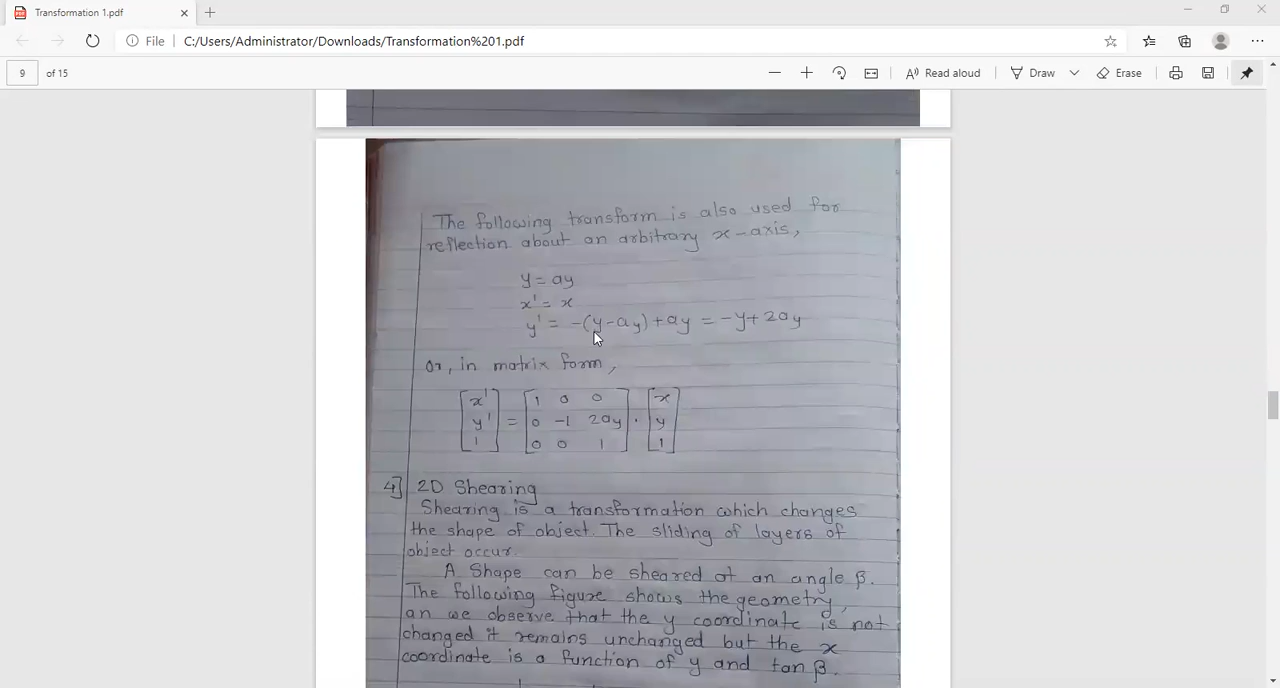 Transformation 1.pdf
File | C:/Users/Administrator/Downloads/Transformation%201.pdf
9 of 15
Read aloud
Draw
Erase
The following transform is also used for
reflection about an arbitrary x-axis,
y = ay
x' = x
y' = -(y-ay)+ay = -y+2ay
Or, in matrix form,
[x'] = [1 0 0] . [x]
[y'] [0 -1 2ay] [y]
[1] [0 0 1] [1]
4] 2D Shearing
Shearing is a transformation which changes
the shape of object. The sliding of layers of
object occur.
A Shape can be sheared at an angle β.
The following figure shows the geometry,
an we observe that the y coordinate is not
changed it remains unchanged but the x
coordinate is a function of y and tan β.